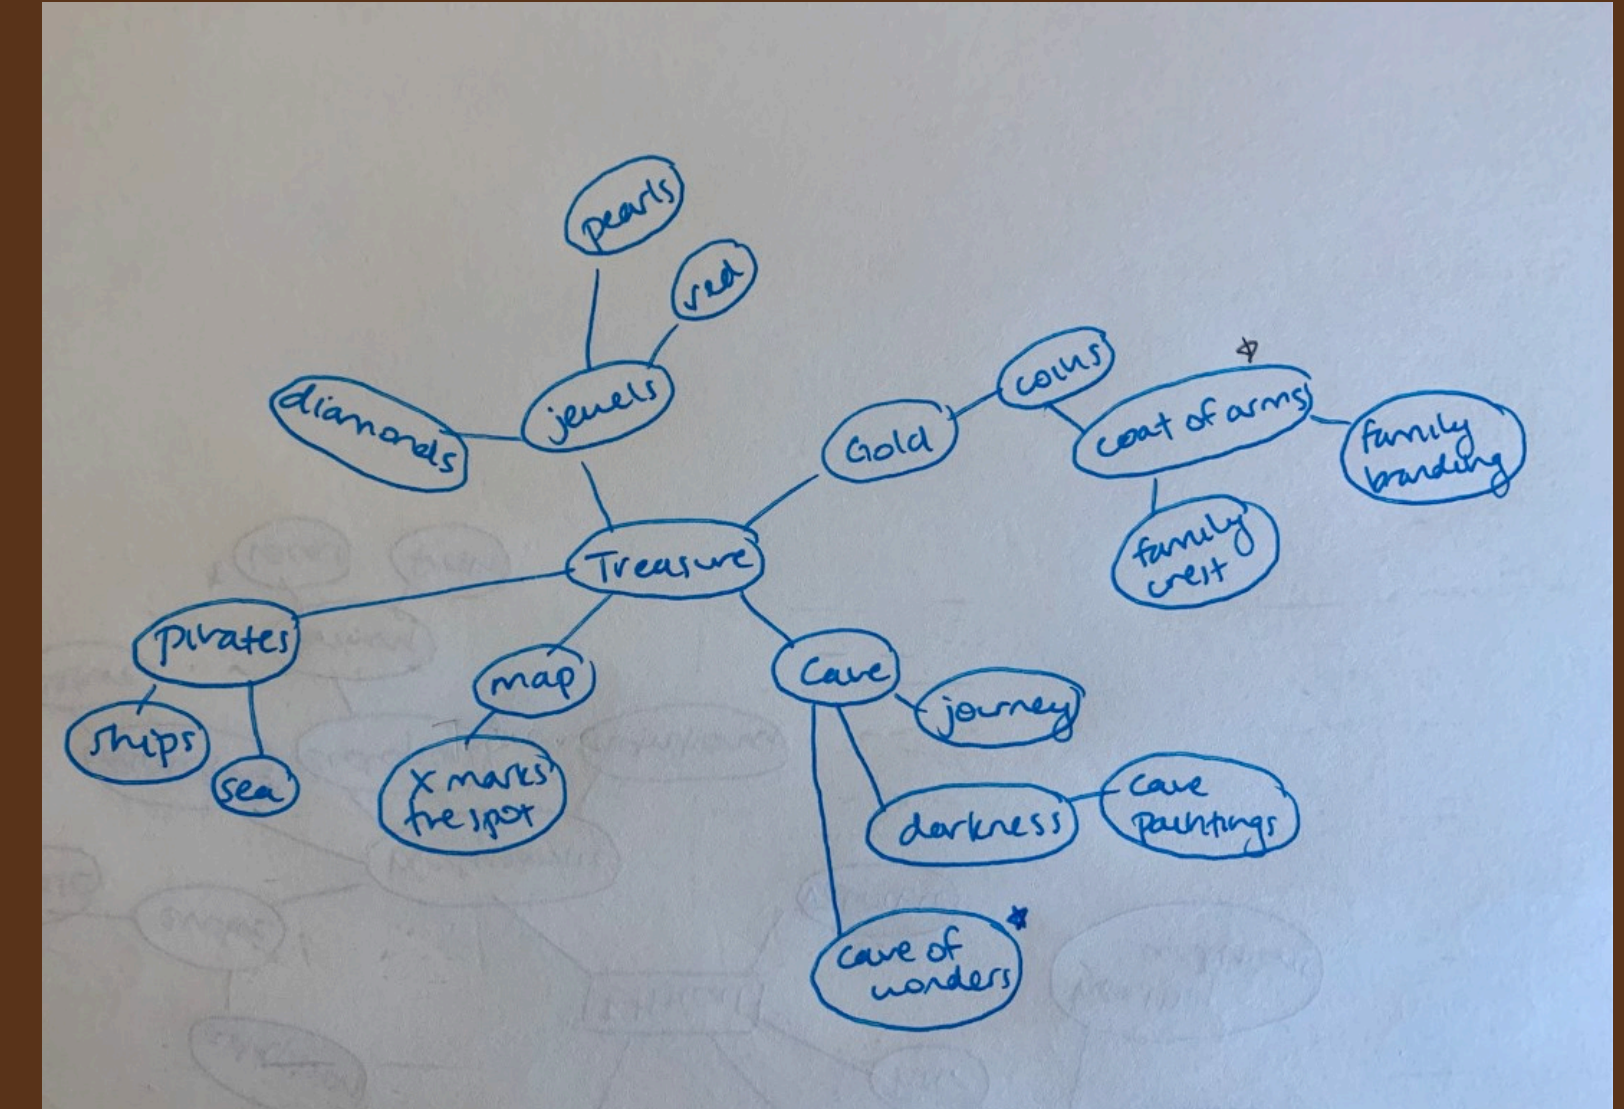 pearls
red
diamonds
jewels
Gold
coins
coat of arms
family
branding
family
crest
Treasure
pirates
ships
sea
map
x marks
the spot
Cave
journey
darkness
cave
paintings
cave of
wonders